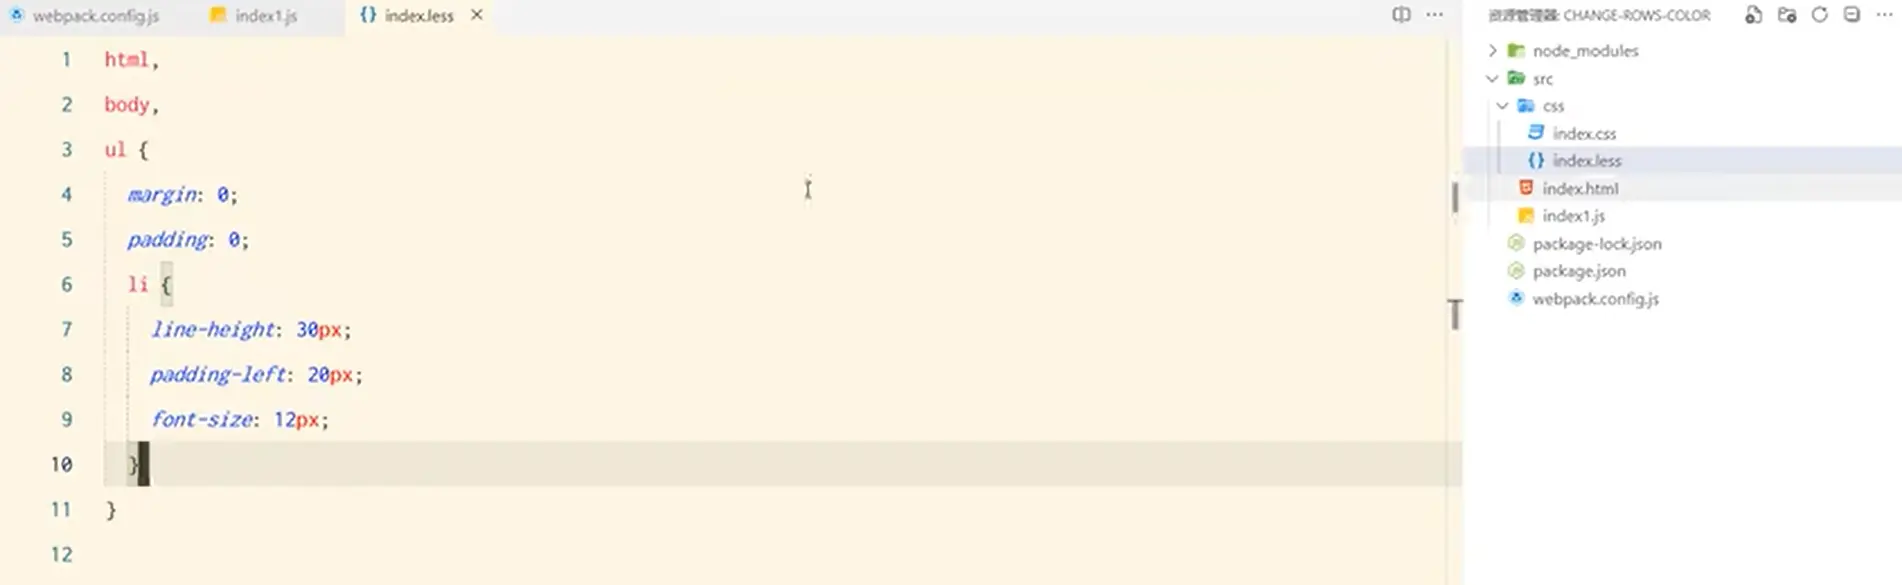 webpack.config.js index1.js {} index.less ×
1 html,
2 body,
3 ul {
4 margin: 0;
5 padding: 0;
6 li {
7 line-height: 30px;
8 padding-left: 20px;
9 font-size: 12px;
10 }
11 }
12
资源管理器: CHANGE-ROWS-COLOR
node_modules
src
css
index.css
{} index.less
index.html
index1.js
package-lock.json
package.json
webpack.config.js